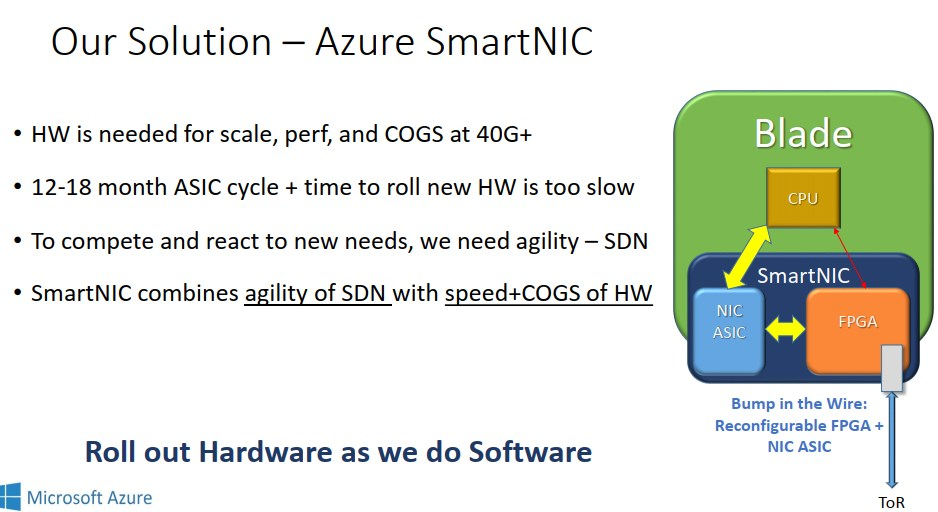 Our Solution – Azure SmartNIC
• HW is needed for scale, perf, and COGS at 40G+
• 12-18 month ASIC cycle + time to roll new HW is too slow
• To compete and react to new needs, we need agility – SDN
• SmartNIC combines agility of SDN with speed+COGS of HW
Roll out Hardware as we do Software
Microsoft Azure
Blade
CPU
SmartNIC
NIC
ASIC
FPGA
Bump in the Wire:
Reconfigurable FPGA +
NIC ASIC
ToR